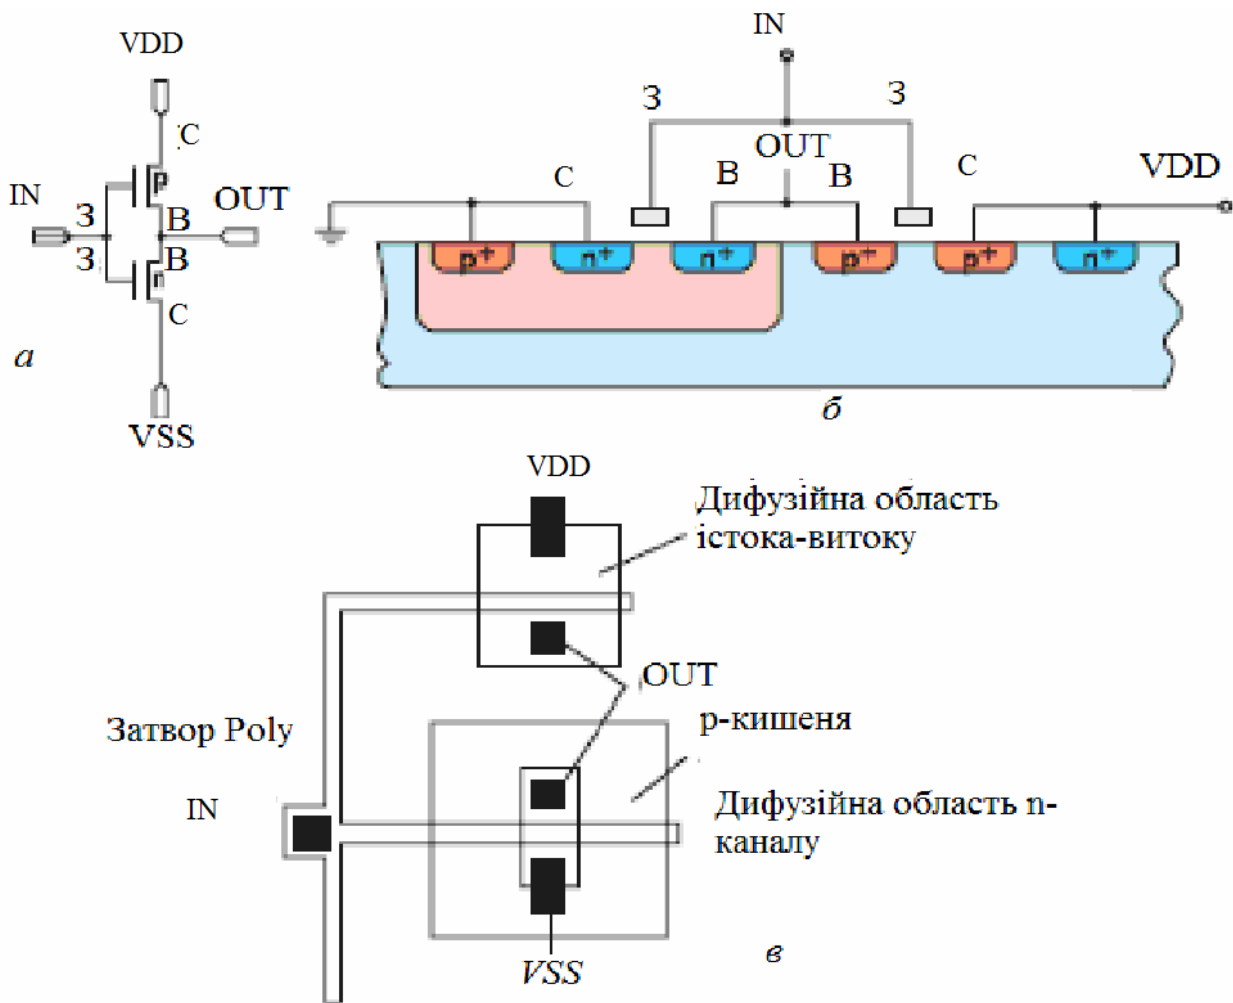 VDD
С
p
IN
З
В
OUT
З
В
n
С
а
VSS
IN
З
З
OUT
С
В
В
С
VDD
p+
n+
n+
p+
p+
n+
б
VDD
Дифузійна область
істока-витоку
OUT
Затвор Poly
р-кишеня
IN
Дифузійна область n-
каналу
VSS
в